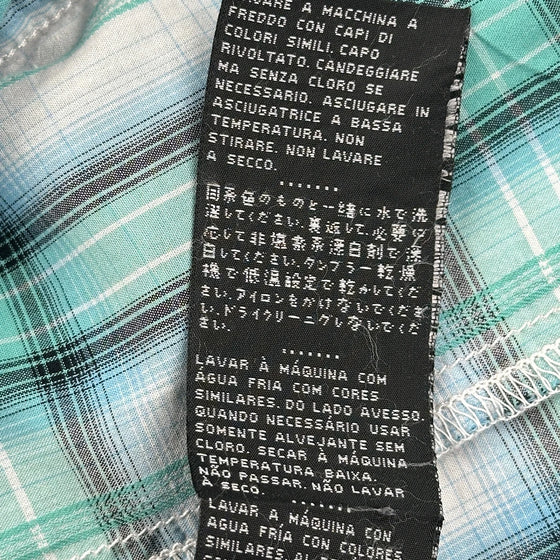 LAVARE A MACCHINA A
FREDDO CON CAPI DI
COLORI SIMILI. CAPO
RIVOLTATO. CANDEGGIARE
MA SENZA CLORO SE
NECESSARIO. ASCIUGARE IN
ASCIUGATRICE A BASSA
TEMPERATURA. NON
STIRARE. NON LAVARE
A SECCO.
同系色のものと一緒に水で洗
濯してください.裏返して.必要に
応じて非塩素系漂白剤で漂
白してください.タンブラー乾燥
機で低温設定で乾かしてくだ
さい.アイロンをかけないでくださ
い.ドライクリーニングしないでくだ
さい.
LAVAR À MÁQUINA COM
ÁGUA FRIA COM CORES
SIMILARES. DO LADO AVESSO.
QUANDO NECESSÁRIO USAR
SOMENTE ALVEJANTE SEM
CLORO. SECAR À MÁQUINA
TEMPERATURA BAIXA.
NÃO PASSAR. NÃO LAVAR
À SECO.
LAVAR A MÁQUINA CON
AGUA FRIA CON COLORES
SIMILARES.